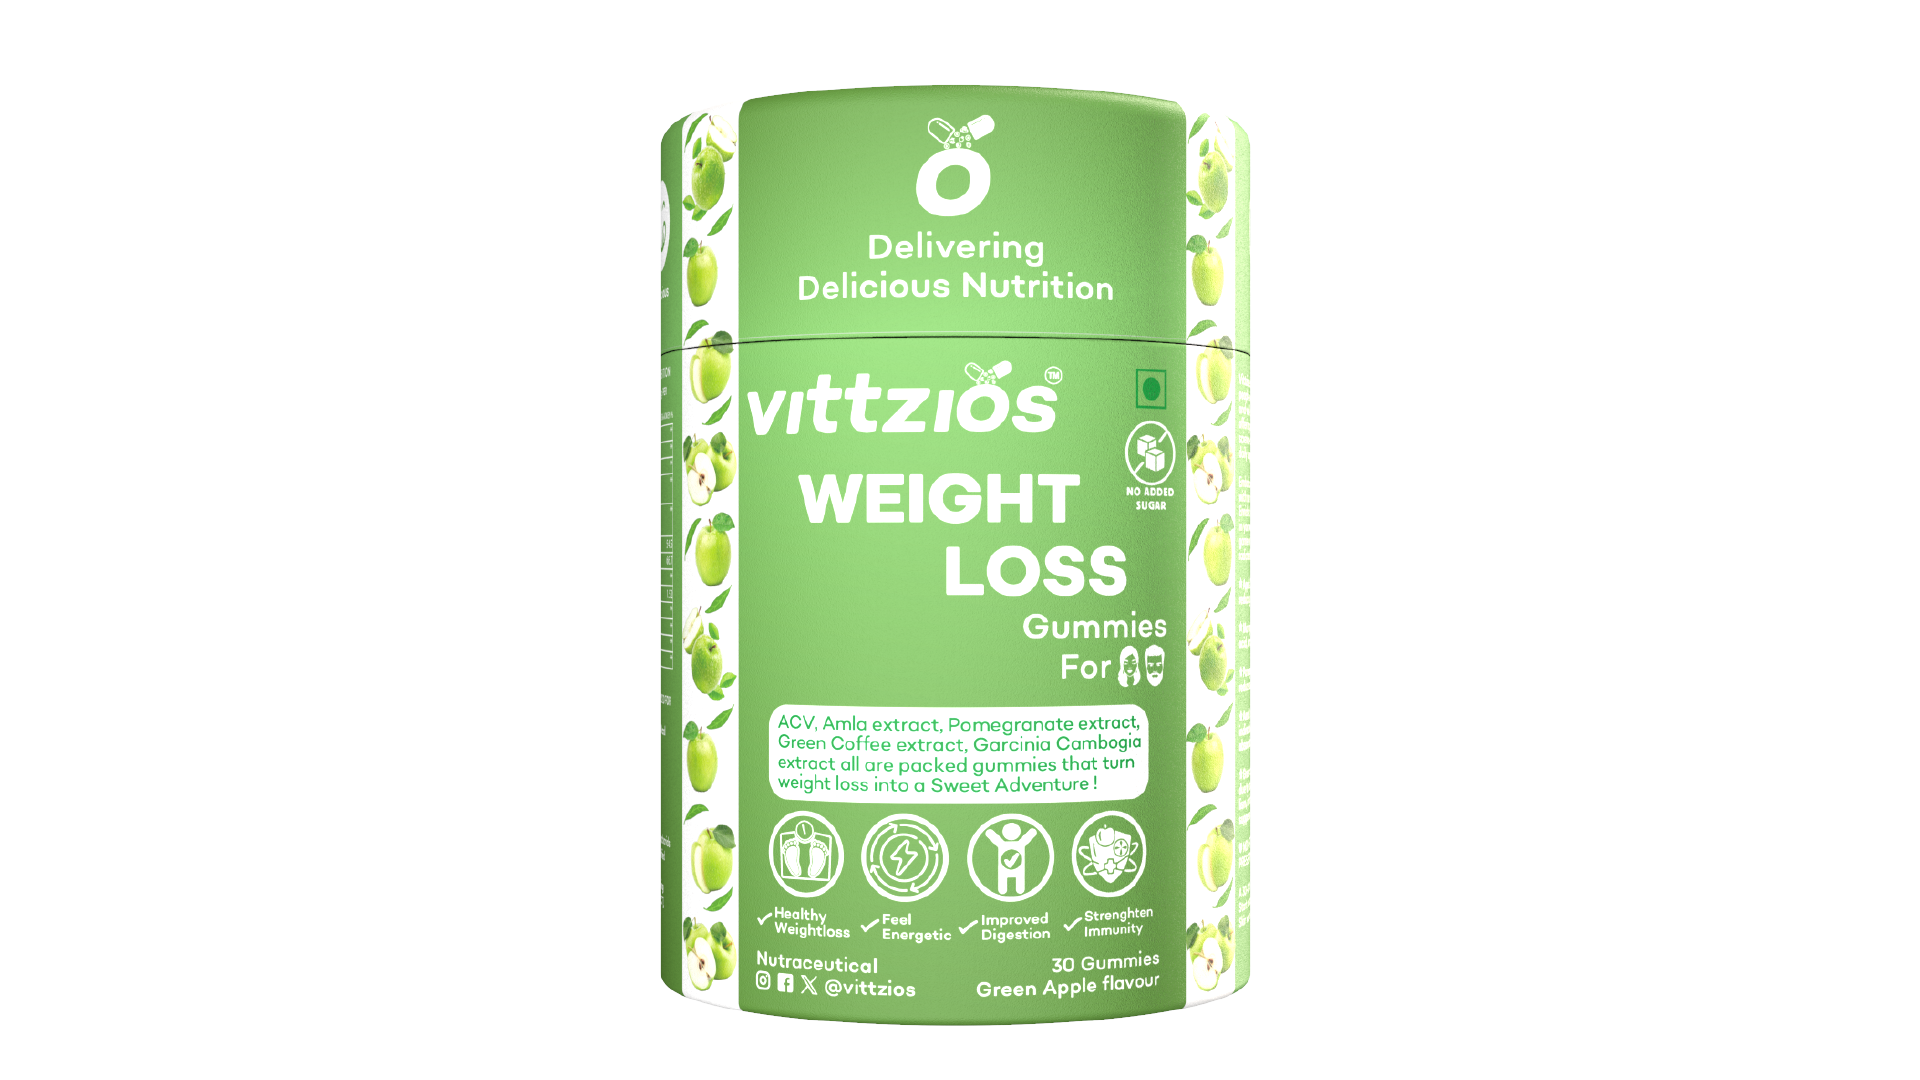 Delivering
Delicious Nutrition
vittzios TM
NO ADDED
SUGAR
WEIGHT
LOSS
Gummies
For
ACV, Amla extract, Pomegranate extract,
Green Coffee extract, Garcinia Cambogia
extract all are packed gummies that turn
weight loss into a Sweet Adventure !
Healthy
Weightloss
Feel
Energetic
Improved
Digestion
Strenghten
Immunity
Nutraceutical
@vittzios
30 Gummies
Green Apple flavour